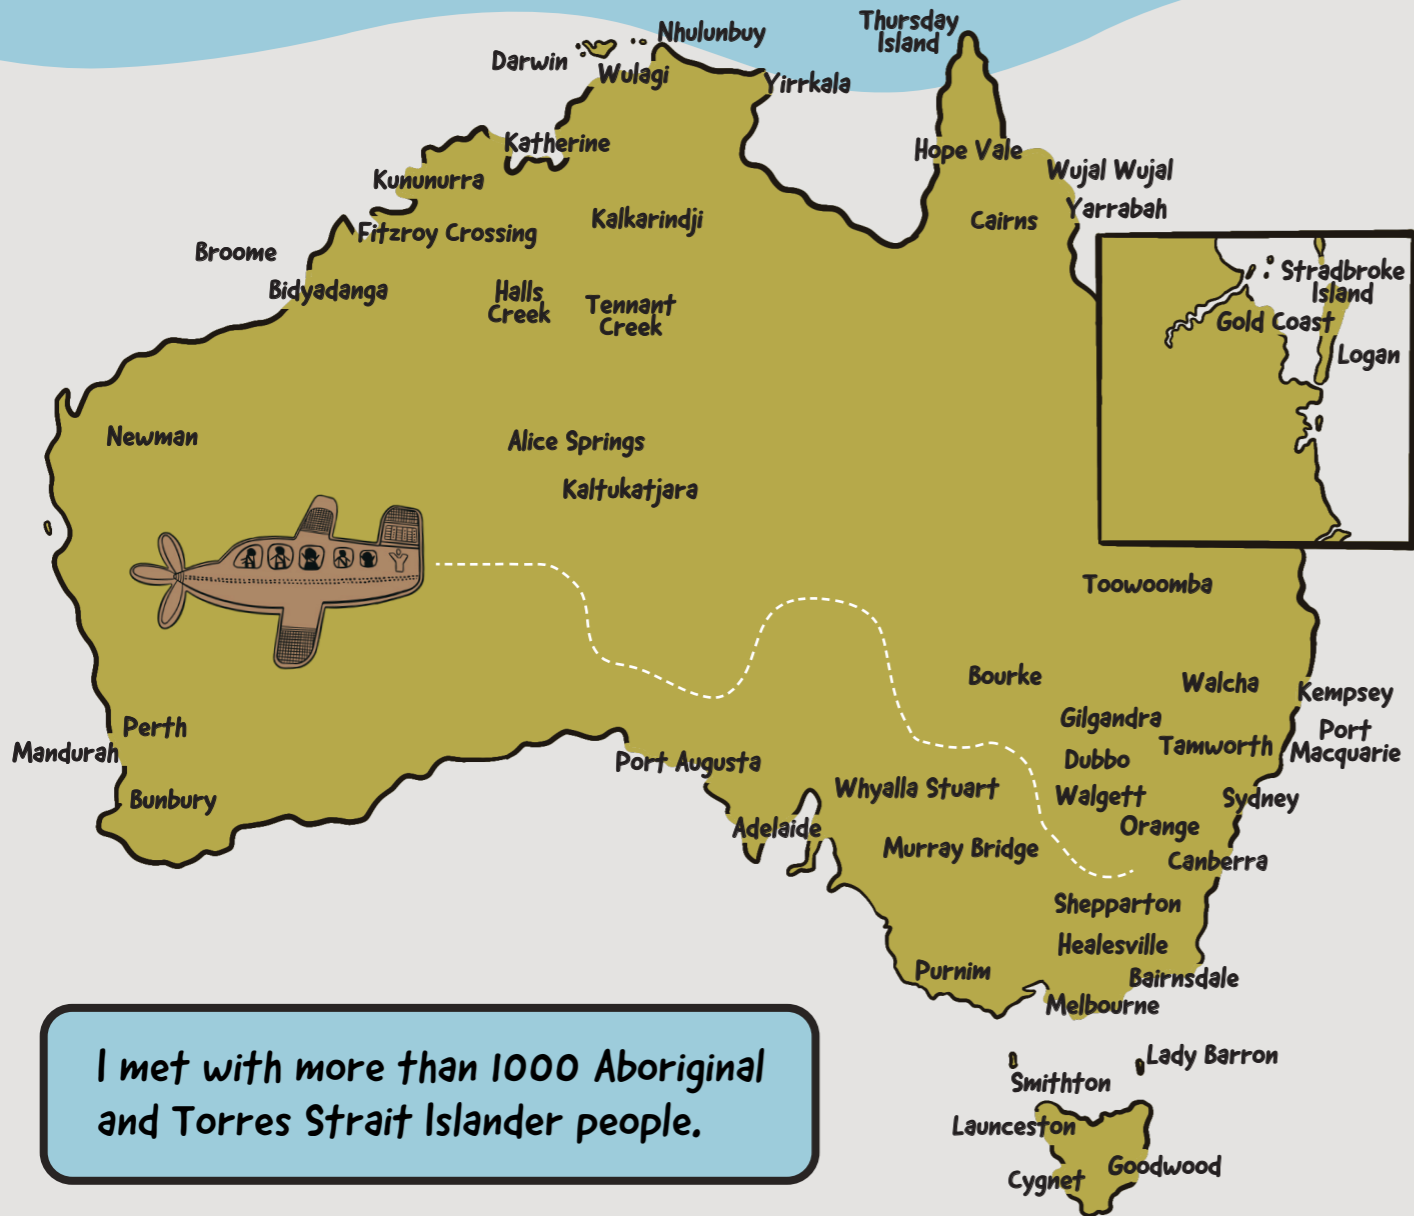 Thursday
Island
Nhulunbuy
Darwin
Wulagi
Yirrkala
Katherine
Hope Vale
Wujal Wujal
Kununurra
Yarrabah
Kalkarindji
Cairns
Fitzroy Crossing
Broome
Bidyadanga
Halls
Creek
Tennant
Creek
Stradbroke
Island
Gold Coast
Logan
Newman
Alice Springs
Kaltukatjara
Toowoomba
Bourke
Walcha
Kempsey
Gilgandra
Port
Macquarie
Perth
Mandurah
Tamworth
Port Augusta
Dubbo
Whyalla Stuart
Walgett
Sydney
Bunbury
Adelaide
Orange
Murray Bridge
Canberra
Shepparton
Healesville
Purnim
Bairnsdale
Melbourne
Lady Barron
Smithton
Launceston
Goodwood
Cygnet
I met with more than 1000 Aboriginal
and Torres Strait Islander people.